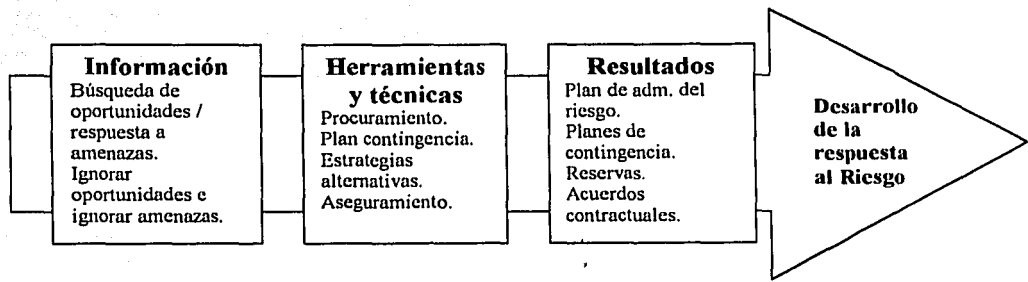 Información
Búsqueda de
oportunidades /
respuesta a
amenazas.
Ignorar
oportunidades e
ignorar amenazas.
Herramientas
y técnicas
Procuramiento.
Plan contingencia.
Estrategias
alternativas.
Aseguramiento.
Resultados
Plan de adm. del
riesgo.
Planes de
contingencia.
Reservas.
Acuerdos
contractuales.
Desarrollo
de la
respuesta
al Riesgo